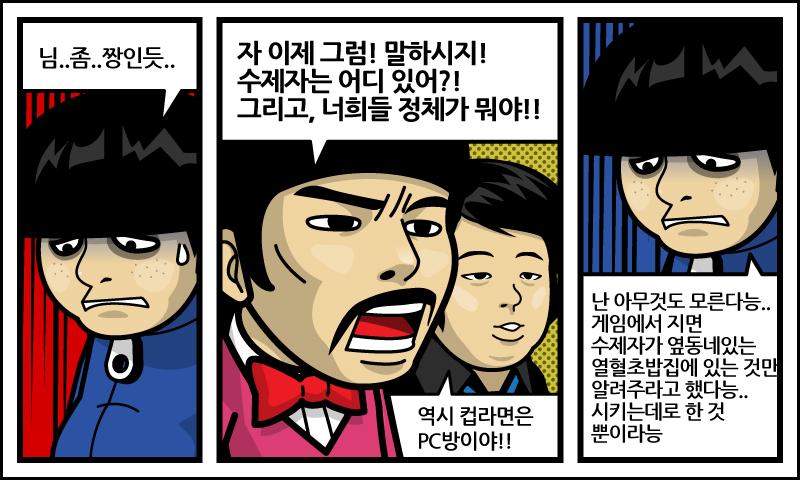 님..좀..짱인듯..
자 이제 그럼! 말하시지!
수제자는 어디 있어?!
그리고, 너희들 정체가 뭐야!!
역시 컵라면은
PC방이야!!
난 아무것도 모른다능..
게임에서 지면
수제자가 옆동네있는
열혈초밥집에 있는 것만
알려주라고 했다능..
시키는데로 한 것
뿐이라능